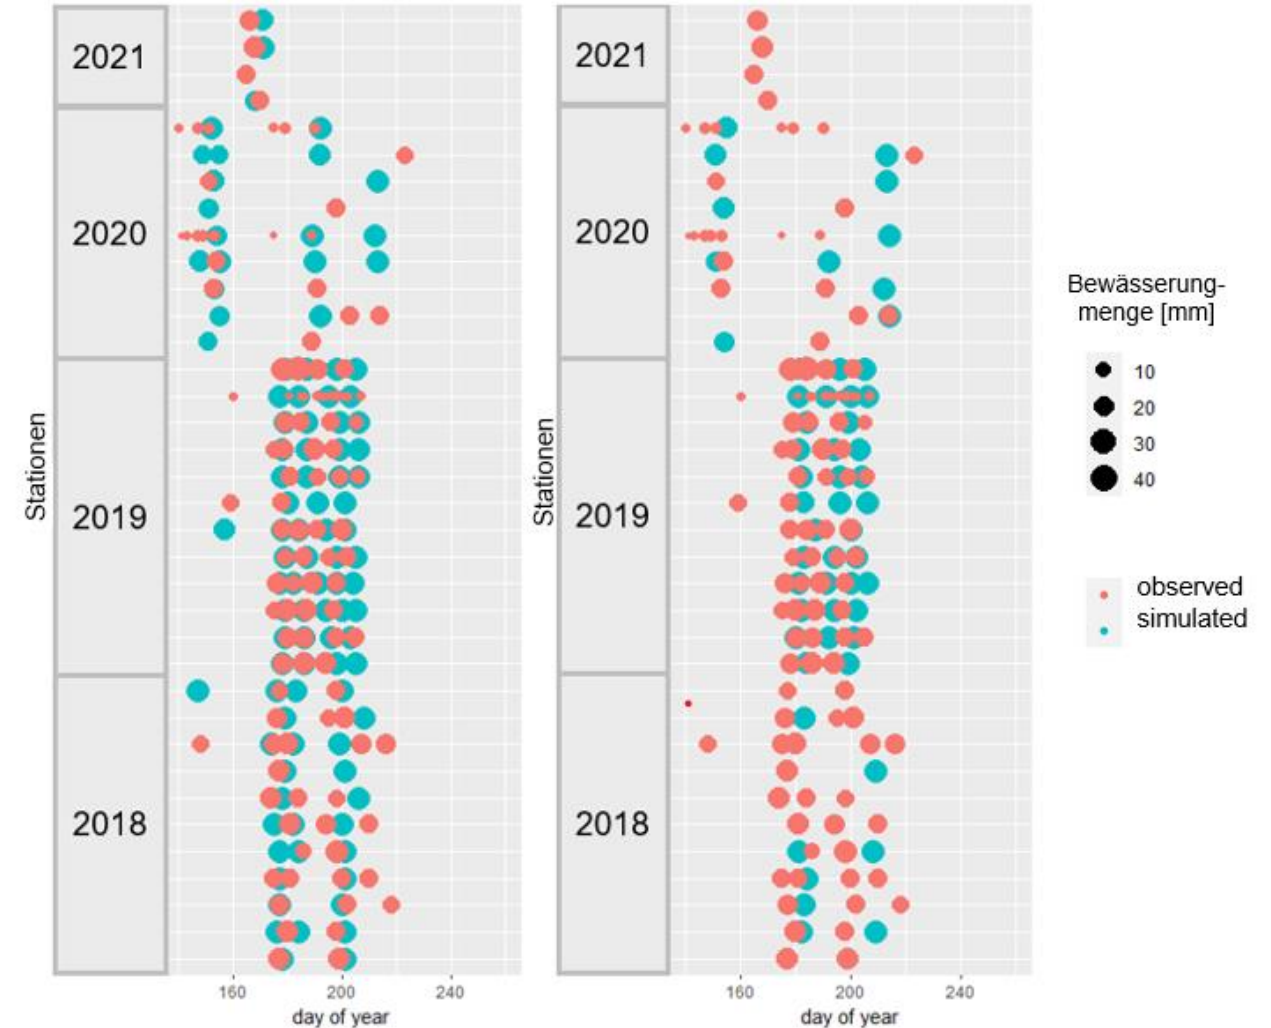 2021
2020
2019
2018
Stationen
160
200
240
day of year
2021
2020
2019
2018
Stationen
160
200
240
day of year
Bewässerung-
menge [mm]
10
20
30
40
observed
simulated